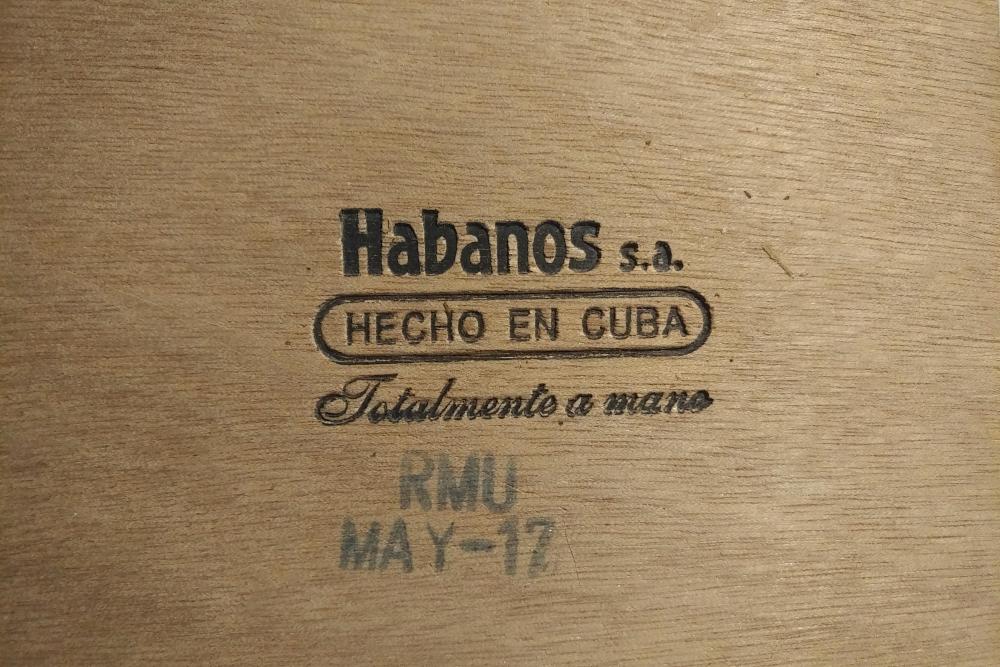 Habanos s.a.
HECHO EN CUBA
Totalmente a mano
RMU
MAY-17